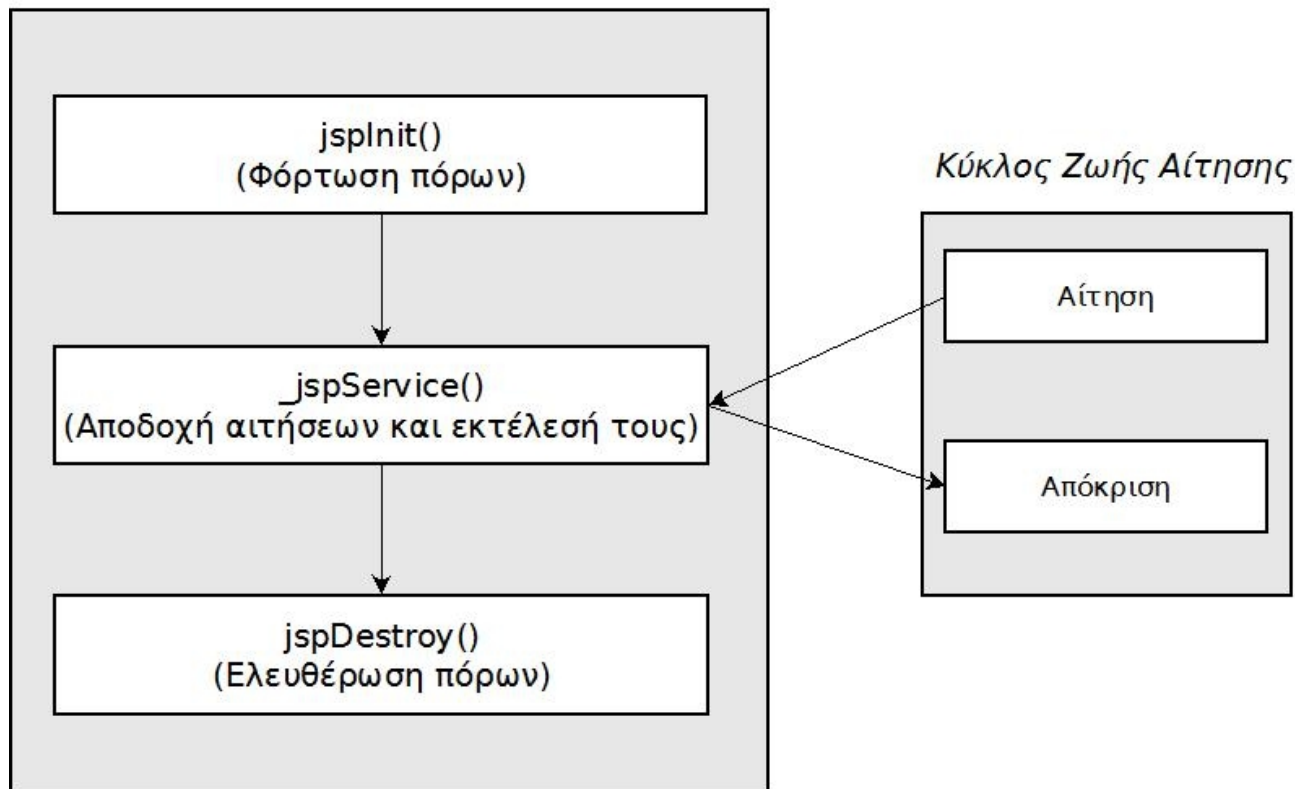 jspInit()
(Φόρτωση πόρων)
_jspService()
(Αποδοχή αιτήσεων και εκτέλεσή τους)
jspDestroy()
(Ελευθέρωση πόρων)
Κύκλος Ζωής Αίτησης
Αίτηση
Απόκριση